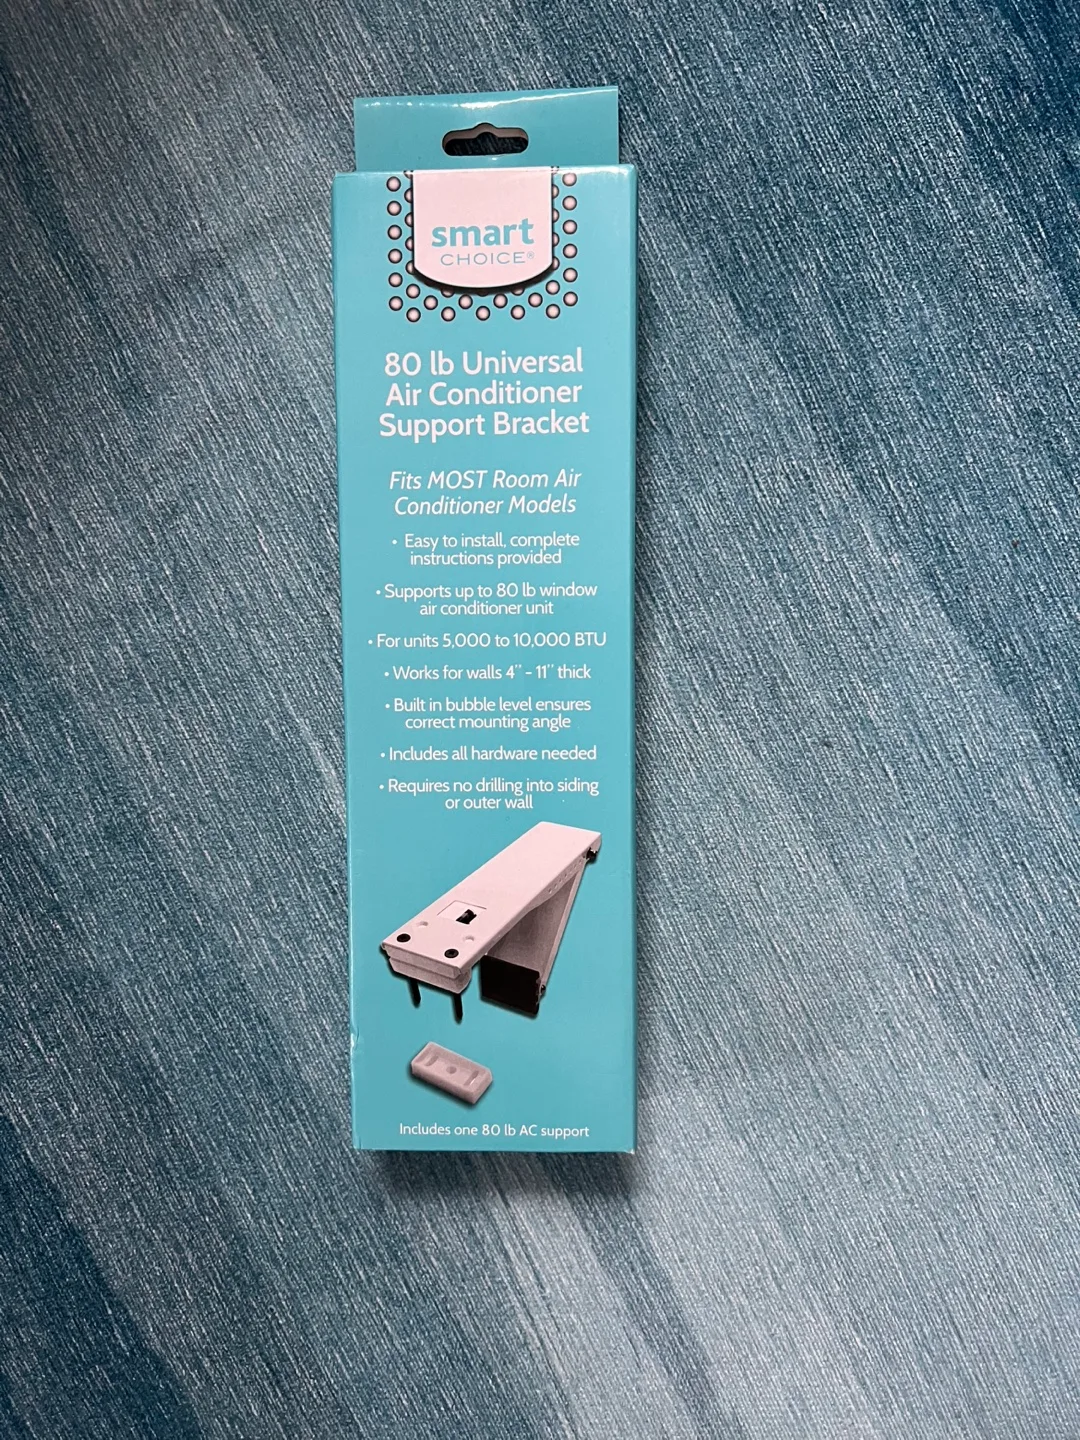 smart
CHOICE®
80 lb Universal
Air Conditioner
Support Bracket
Fits MOST Room Air
Conditioner Models
• Easy to install, complete
instructions provided
• Supports up to 80 lb window
air conditioner unit
• For units 5,000 to 10,000 BTU
• Works for walls 4" - 11" thick
• Built in bubble level ensures
correct mounting angle
• Includes all hardware needed
• Requires no drilling into siding
or outer wall
Includes one 80 lb AC support